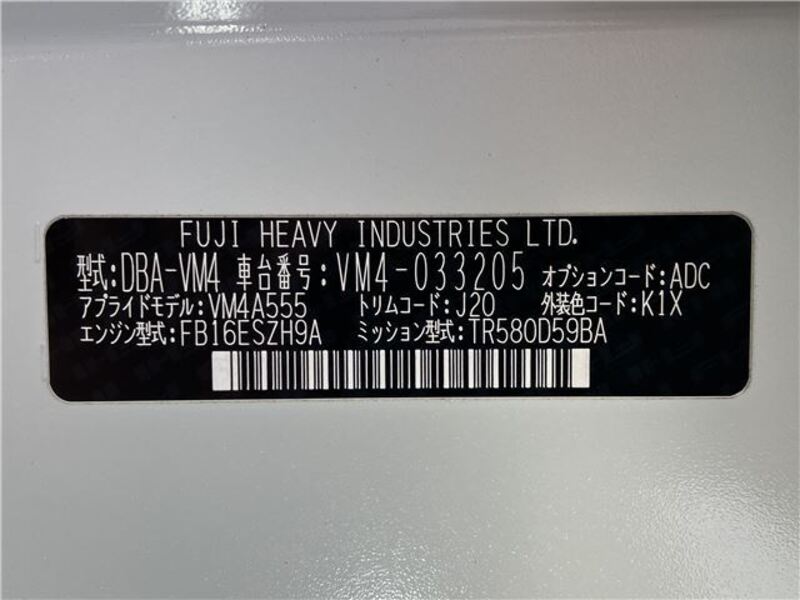 FUJI HEAVY INDUSTRIES LTD.
型式:DBA-VM4 車台番号:VM4-033205 オプションコード:ADC
アプライドモデル:VM4A555 トリムコード:J20 外装色コード:K1X
エンジン型式:FB16ESZH9A ミッション型式:TR580D59BA